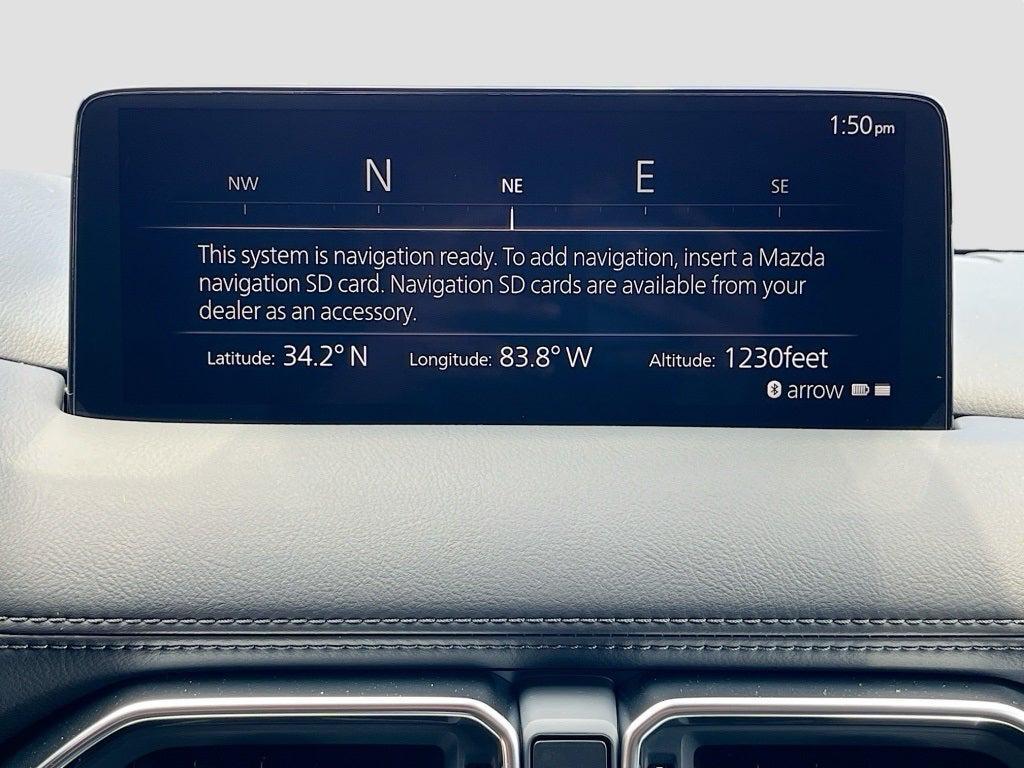 1:50pm
NW N NE E SE
This system is navigation ready. To add navigation, insert a Mazda
navigation SD card. Navigation SD cards are available from your
dealer as an accessory.
Latitude: 34.2° N Longitude: 83.8° W Altitude: 1230feet
arrow